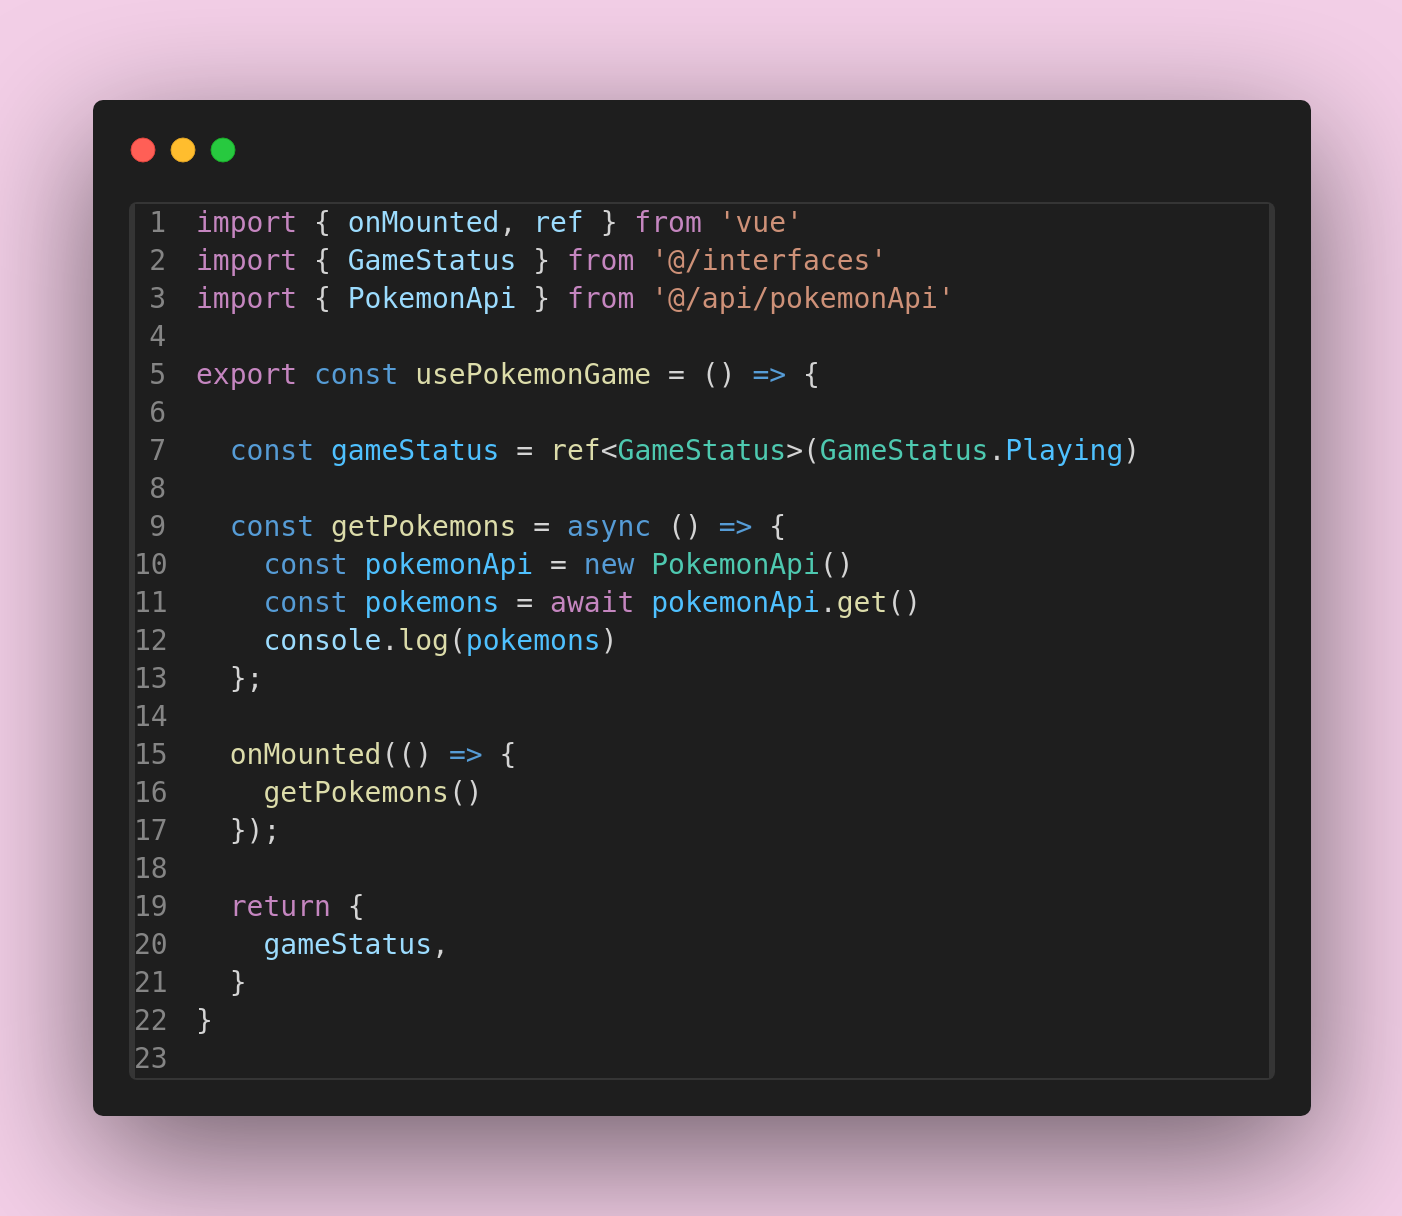 1 import { onMounted, ref } from 'vue'
2 import { GameStatus } from '@/interfaces'
3 import { PokemonApi } from '@/api/pokemonApi'
4
5 export const usePokemonGame = () => {
6
7   const gameStatus = ref<GameStatus>(GameStatus.Playing)
8
9   const getPokemons = async () => {
10     const pokemonApi = new PokemonApi()
11     const pokemons = await pokemonApi.get()
12     console.log(pokemons)
13   };
14
15   onMounted(() => {
16     getPokemons()
17   });
18
19   return {
20     gameStatus,
21   }
22 }
23